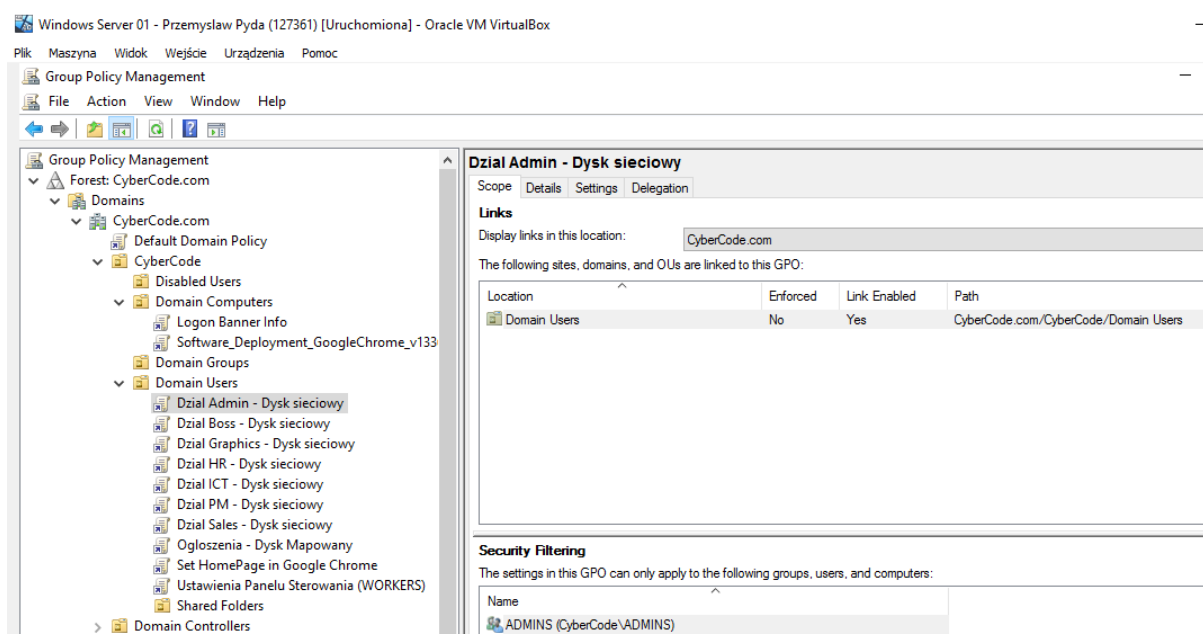 Windows Server 01 - Przemyslaw Pyda (127361) [Uruchomiona] - Oracle VM VirtualBox
Plik Maszyna Widok Wejście Urządzenia Pomoc
Group Policy Management
File Action View Window Help
Group Policy Management
Forest: CyberCode.com
Domains
CyberCode.com
Default Domain Policy
CyberCode
Disabled Users
Domain Computers
Logon Banner Info
Software_Deployment_GoogleChrome_v133
Domain Groups
Domain Users
Dzial Admin - Dysk sieciowy
Dzial Boss - Dysk sieciowy
Dzial Graphics - Dysk sieciowy
Dzial HR - Dysk sieciowy
Dzial ICT - Dysk sieciowy
Dzial PM - Dysk sieciowy
Dzial Sales - Dysk sieciowy
Ogloszenia - Dysk Mapowany
Set HomePage in Google Chrome
Ustawienia Panelu Sterowania (WORKERS)
Shared Folders
Domain Controllers
Dzial Admin - Dysk sieciowy
Scope Details Settings Delegation
Links
Display links in this location: CyberCode.com
The following sites, domains, and OUs are linked to this GPO:
Location Enforced Link Enabled Path
Domain Users No Yes CyberCode.com/CyberCode/Domain Users
Security Filtering
The settings in this GPO can only apply to the following groups, users, and computers:
Name
ADMINS (CyberCode\ADMINS)